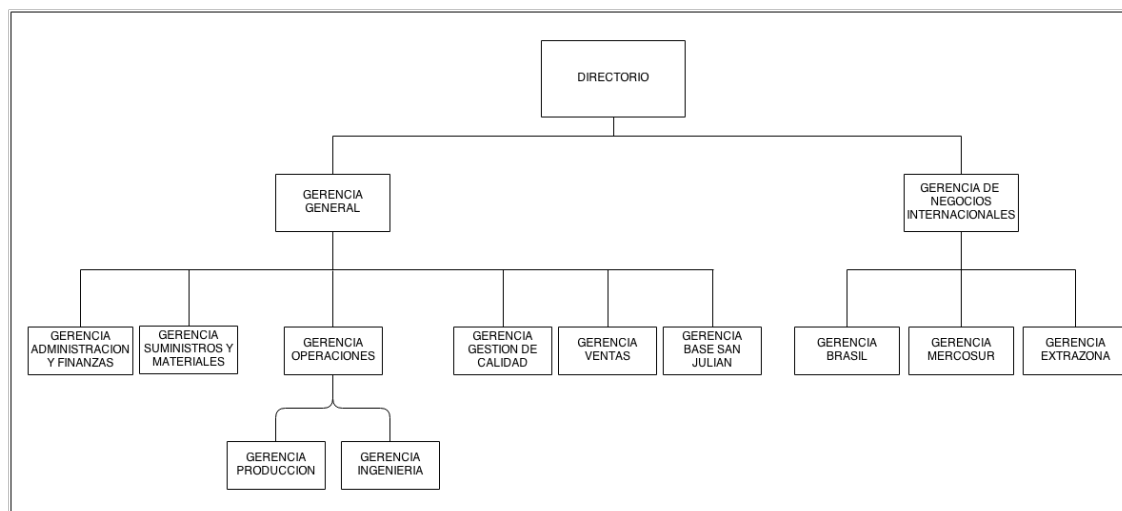 DIRECTORIO
GERENCIA
GENERAL
GERENCIA DE
NEGOCIOS
INTERNACIONALES
GERENCIA
ADMINISTRACION
Y FINANZAS
GERENCIA
SUMINISTROS Y
MATERIALES
GERENCIA
OPERACIONES
GERENCIA
GESTION DE
CALIDAD
GERENCIA
VENTAS
GERENCIA
BASE SAN
JULIAN
GERENCIA
BRASIL
GERENCIA
MERCOSUR
GERENCIA
EXTRAZONA
GERENCIA
PRODUCCION
GERENCIA
INGENIERIA